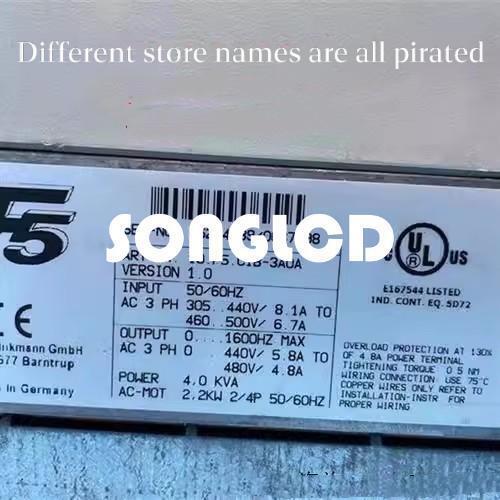 Different store names are all pirated
SONGLCD
F5
VERSION 1.0
INPUT 50/60HZ
AC 3 PH 305..440V/ 8.1A TO
460..500V/ 6.7A
OUTPUT 0....1600HZ MAX
AC 3 PH 0....440V/ 5.8A TO
480V/ 4.8A
POWER 4.0 KVA
AC-MOT 2.2KW 2/4P 50/60HZ
CE
GmbH
Barntrup
in Germany
UL
E167544 LISTED
IND. CONT. EQ. 5D72
OVERLOAD PROTECTION AT 130%
OF 4.8A POWER TERMINAL
TIGHTENING TORQUE 0.5 NM
WIRING CONNECTION USE 75°C
COPPER WIRES ONLY REFER TO
INSTALLATION-INSTR FOR
PROPER WIRING